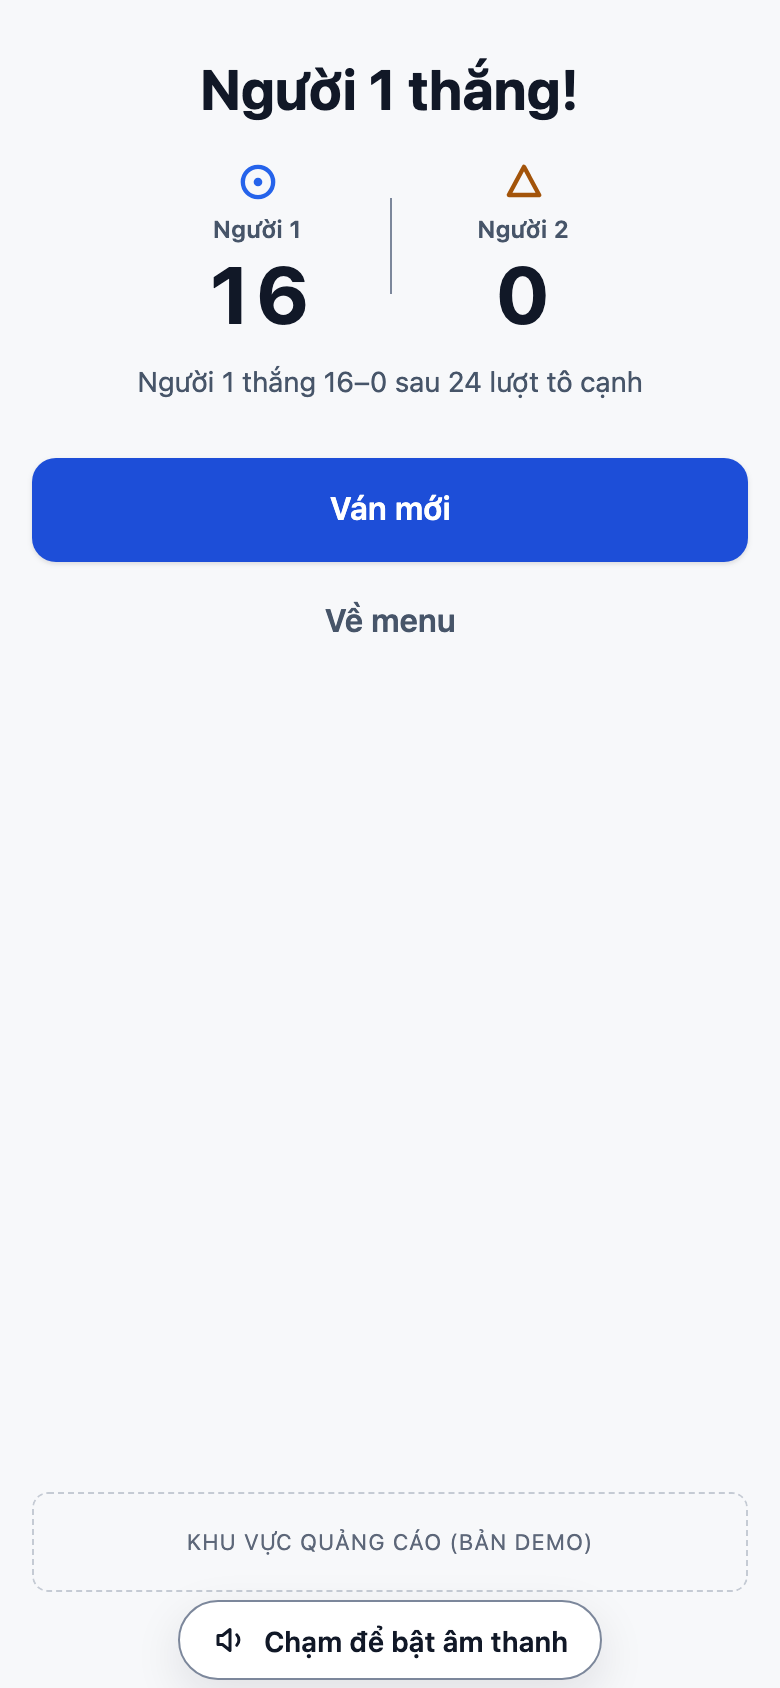 Người 1 thắng!
Người 1
Người 2
16
0
Người 1 thắng 16–0 sau 24 lượt tô cạnh
Ván mới
Về menu
KHU VỰC QUẢNG CÁO (BẢN DEMO)
Chạm để bật âm thanh